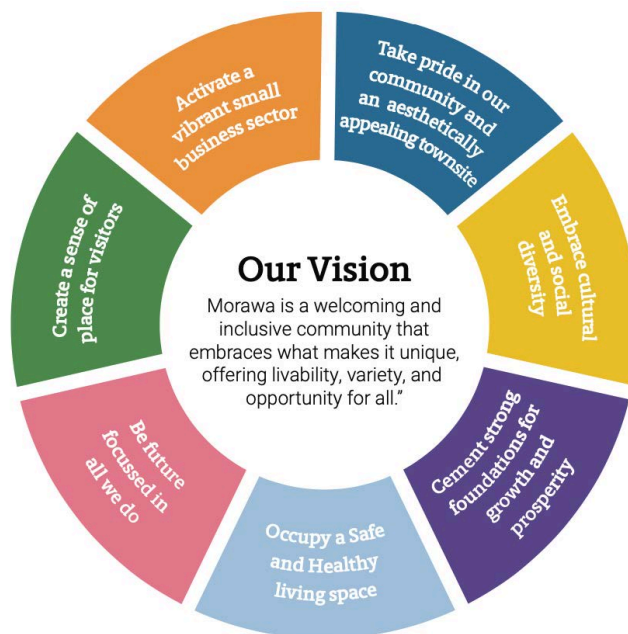 Our Vision
Morawa is a welcoming and
inclusive community that
embraces what makes it unique,
offering livability, variety, and
opportunity for all.”
Take pride in our
community and
an aesthetically
appealing townsite
Embrace cultural
and social
diversity
Cement strong
foundations for
growth and
prosperity
Occupy a Safe
and Healthy
living space
Be future
focussed in
all we do
Create a sense of
place for visitors
Activate a
vibrant small
business sector